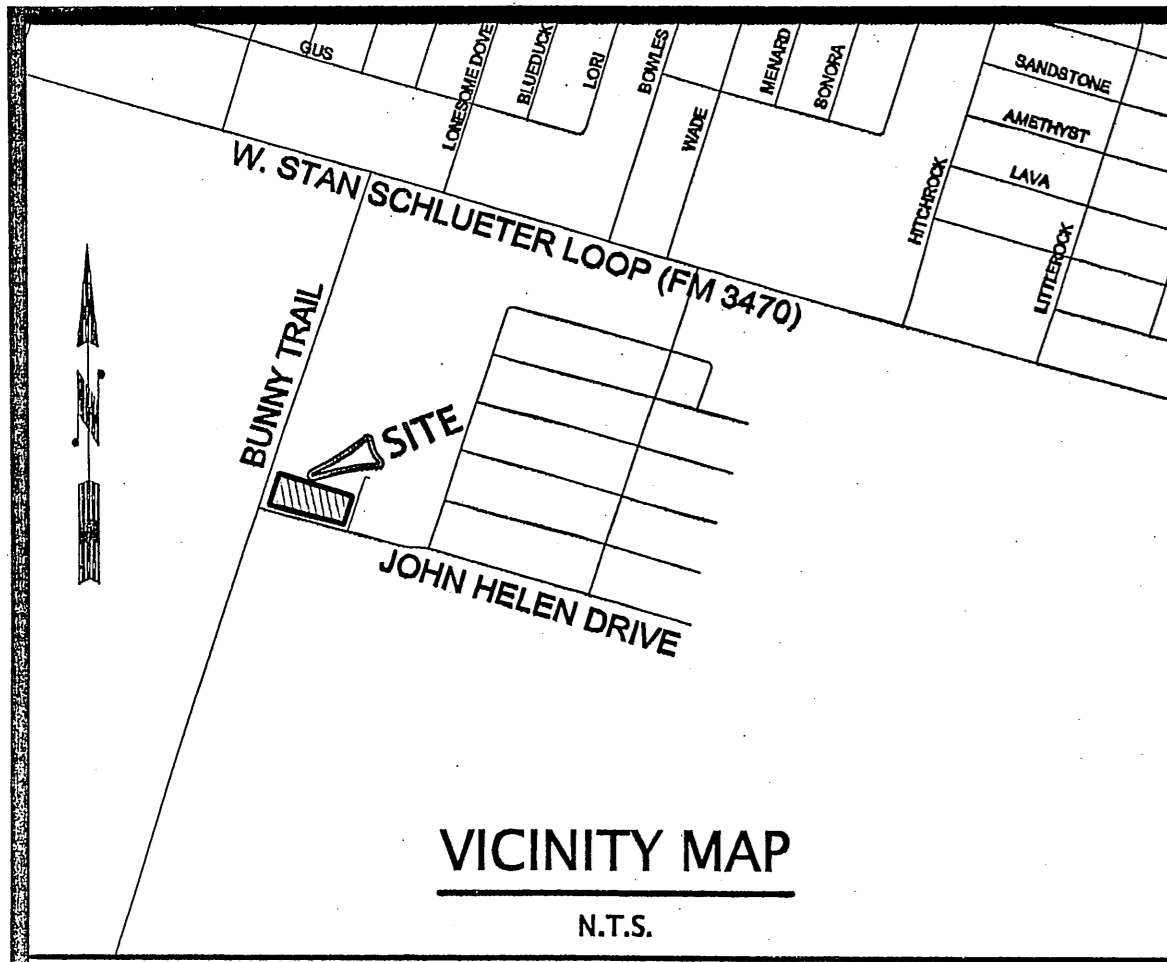 GUS
LONESOME DOVE
BLUEDUCK
LORI
BOWLES
WADE
MENARD
SONORA
SANDSTONE
AMETHYST
LAVA
HITCHROCK
LITTLEROCK
W. STAN SCHLUETER LOOP (FM 3470)
BUNNY TRAIL
SITE
JOHN HELEN DRIVE
N
VICINITY MAP
N.T.S.